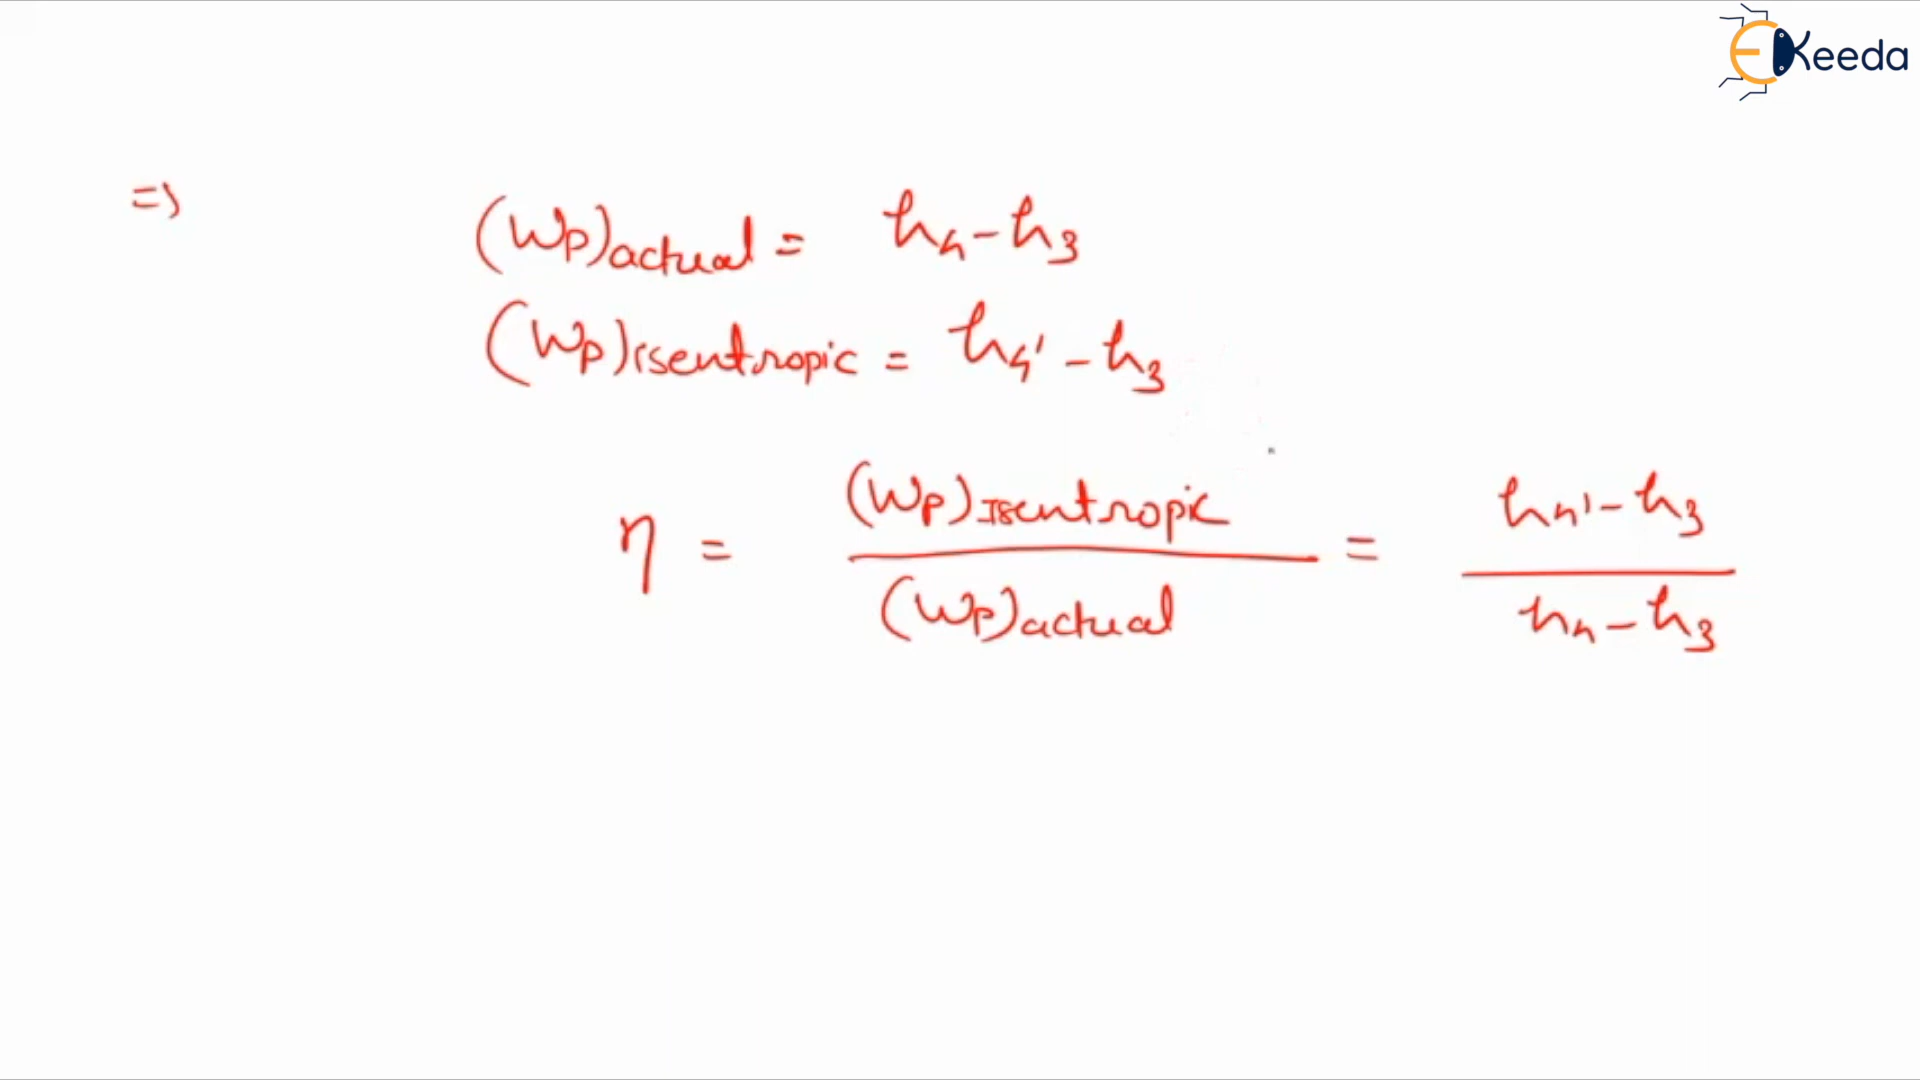 EKeeda
=> (Wp)actual = h4 - h3
(Wp)isentropic = h4' - h3
η = (Wp)Isentropic / (Wp)actual = h4' - h3 / h4 - h3